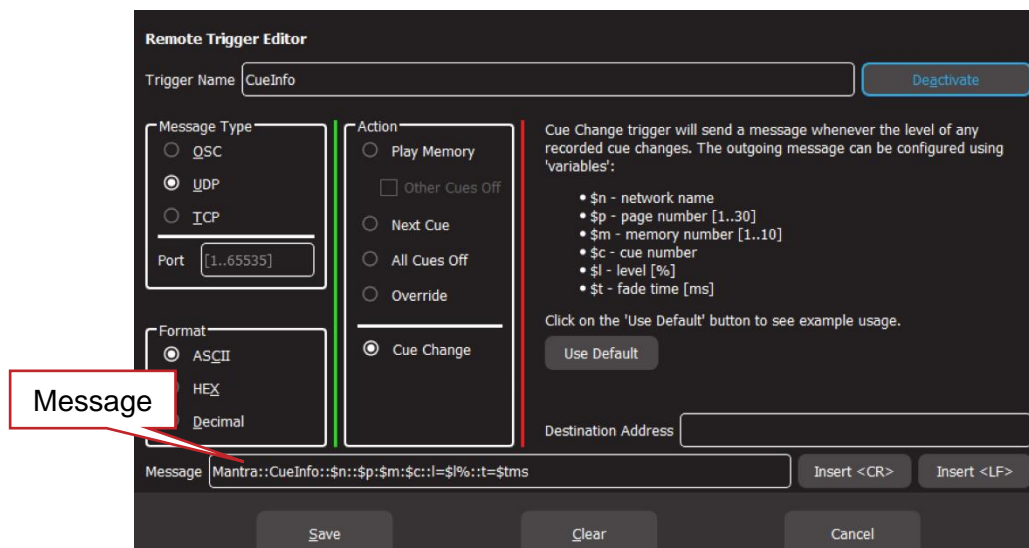 Remote Trigger Editor
Trigger Name CueInfo Deactivate
Message Type
OSC
UDP
TCP
Port [1..65535]
Format
ASCII
HEX
Decimal
Action
Play Memory
Other Cues Off
Next Cue
All Cues Off
Override
Cue Change
Cue Change trigger will send a message whenever the level of any
recorded cue changes. The outgoing message can be configured using
'variables':
• $n - network name
• $p - page number [1..30]
• $m - memory number [1..10]
• $c - cue number
• $l - level [%]
• $t - fade time [ms]
Click on the 'Use Default' button to see example usage.
Use Default
Destination Address
Message
Message Mantra::CueInfo::$n::$p:$m:$c::l=$l%::t=$tms Insert <CR> Insert <LF>
Save Clear Cancel